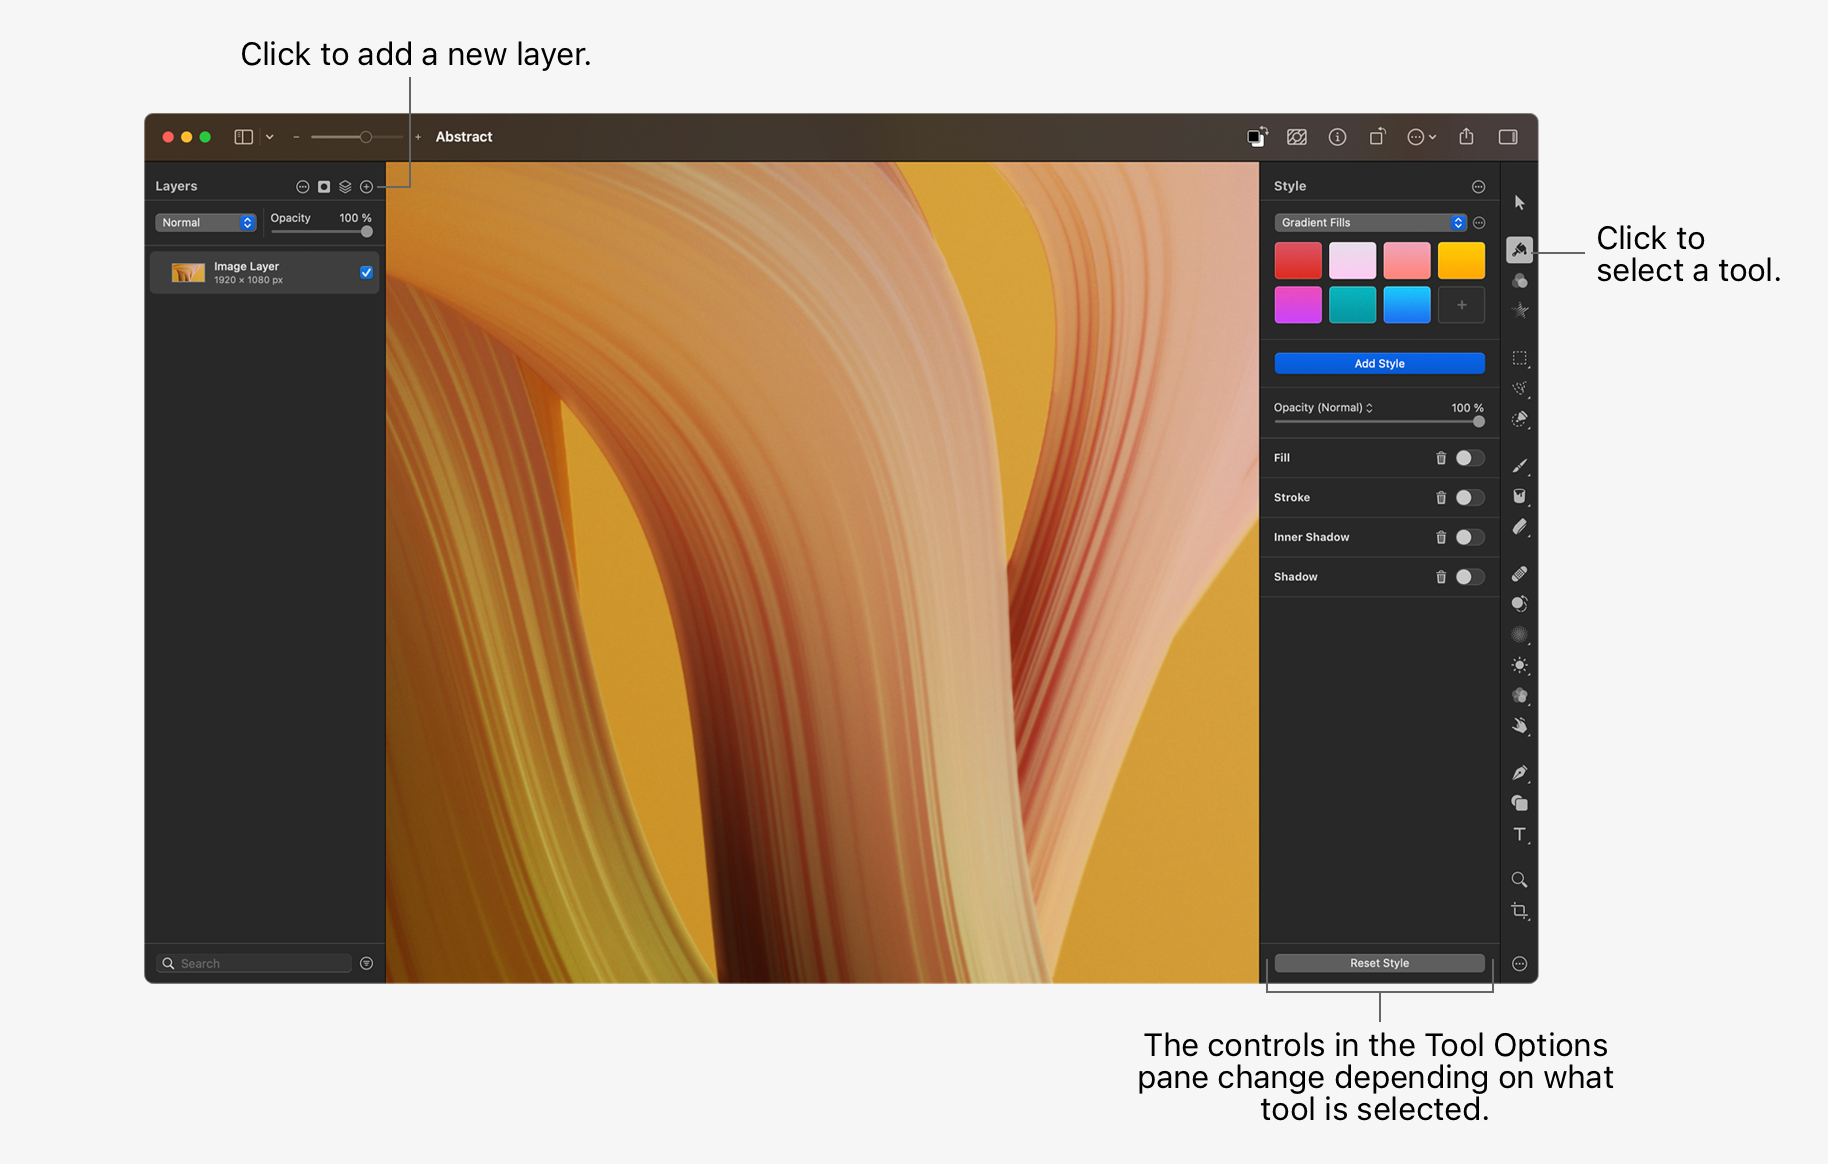 Click to add a new layer.
Abstract
Layers
Normal
Opacity 100 %
Image Layer
1920 × 1080 px
Search
Style
Gradient Fills
Add Style
Opacity (Normal) 100 %
Fill
Stroke
Inner Shadow
Shadow
Reset Style
T
Click to
select a tool.
The controls in the Tool Options
pane change depending on what
tool is selected.